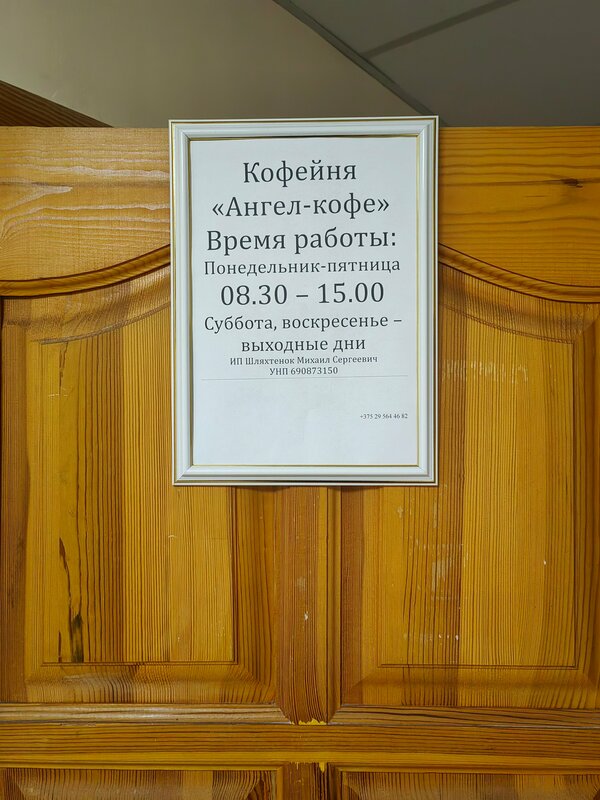 Кофейня
«Ангел-кофе»
Время работы:
Понедельник-пятница
08.30 – 15.00
Суббота, воскресенье –
выходные дни
ИП Шляхтенок Михаил Сергеевич
УНП 690873150
+375 29 564 46 82